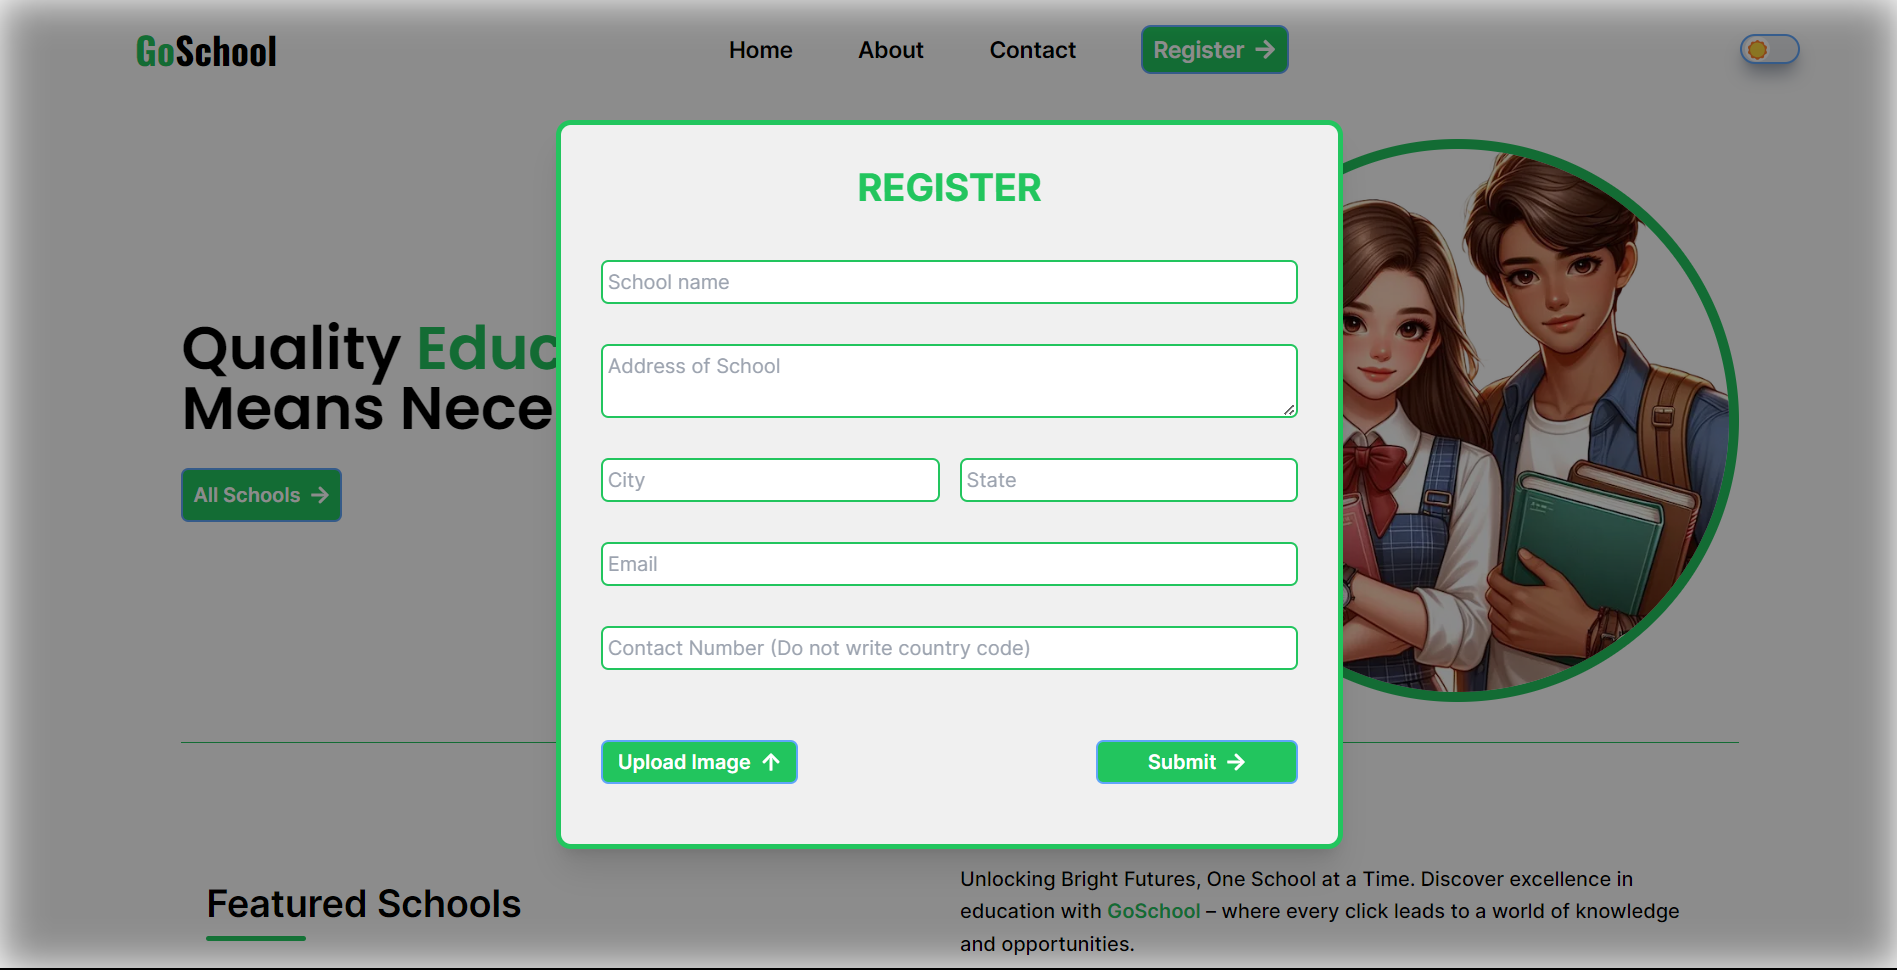 GoSchool
Home
About
Contact
Register
REGISTER
School name
Address of School
City
State
Email
Contact Number (Do not write country code)
Upload Image
Submit
Quality
Means
All Schools
Featured Schools
Unlocking Bright Futures, One School at a Time. Discover excellence in
education with GoSchool – where every click leads to a world of knowledge
and opportunities.